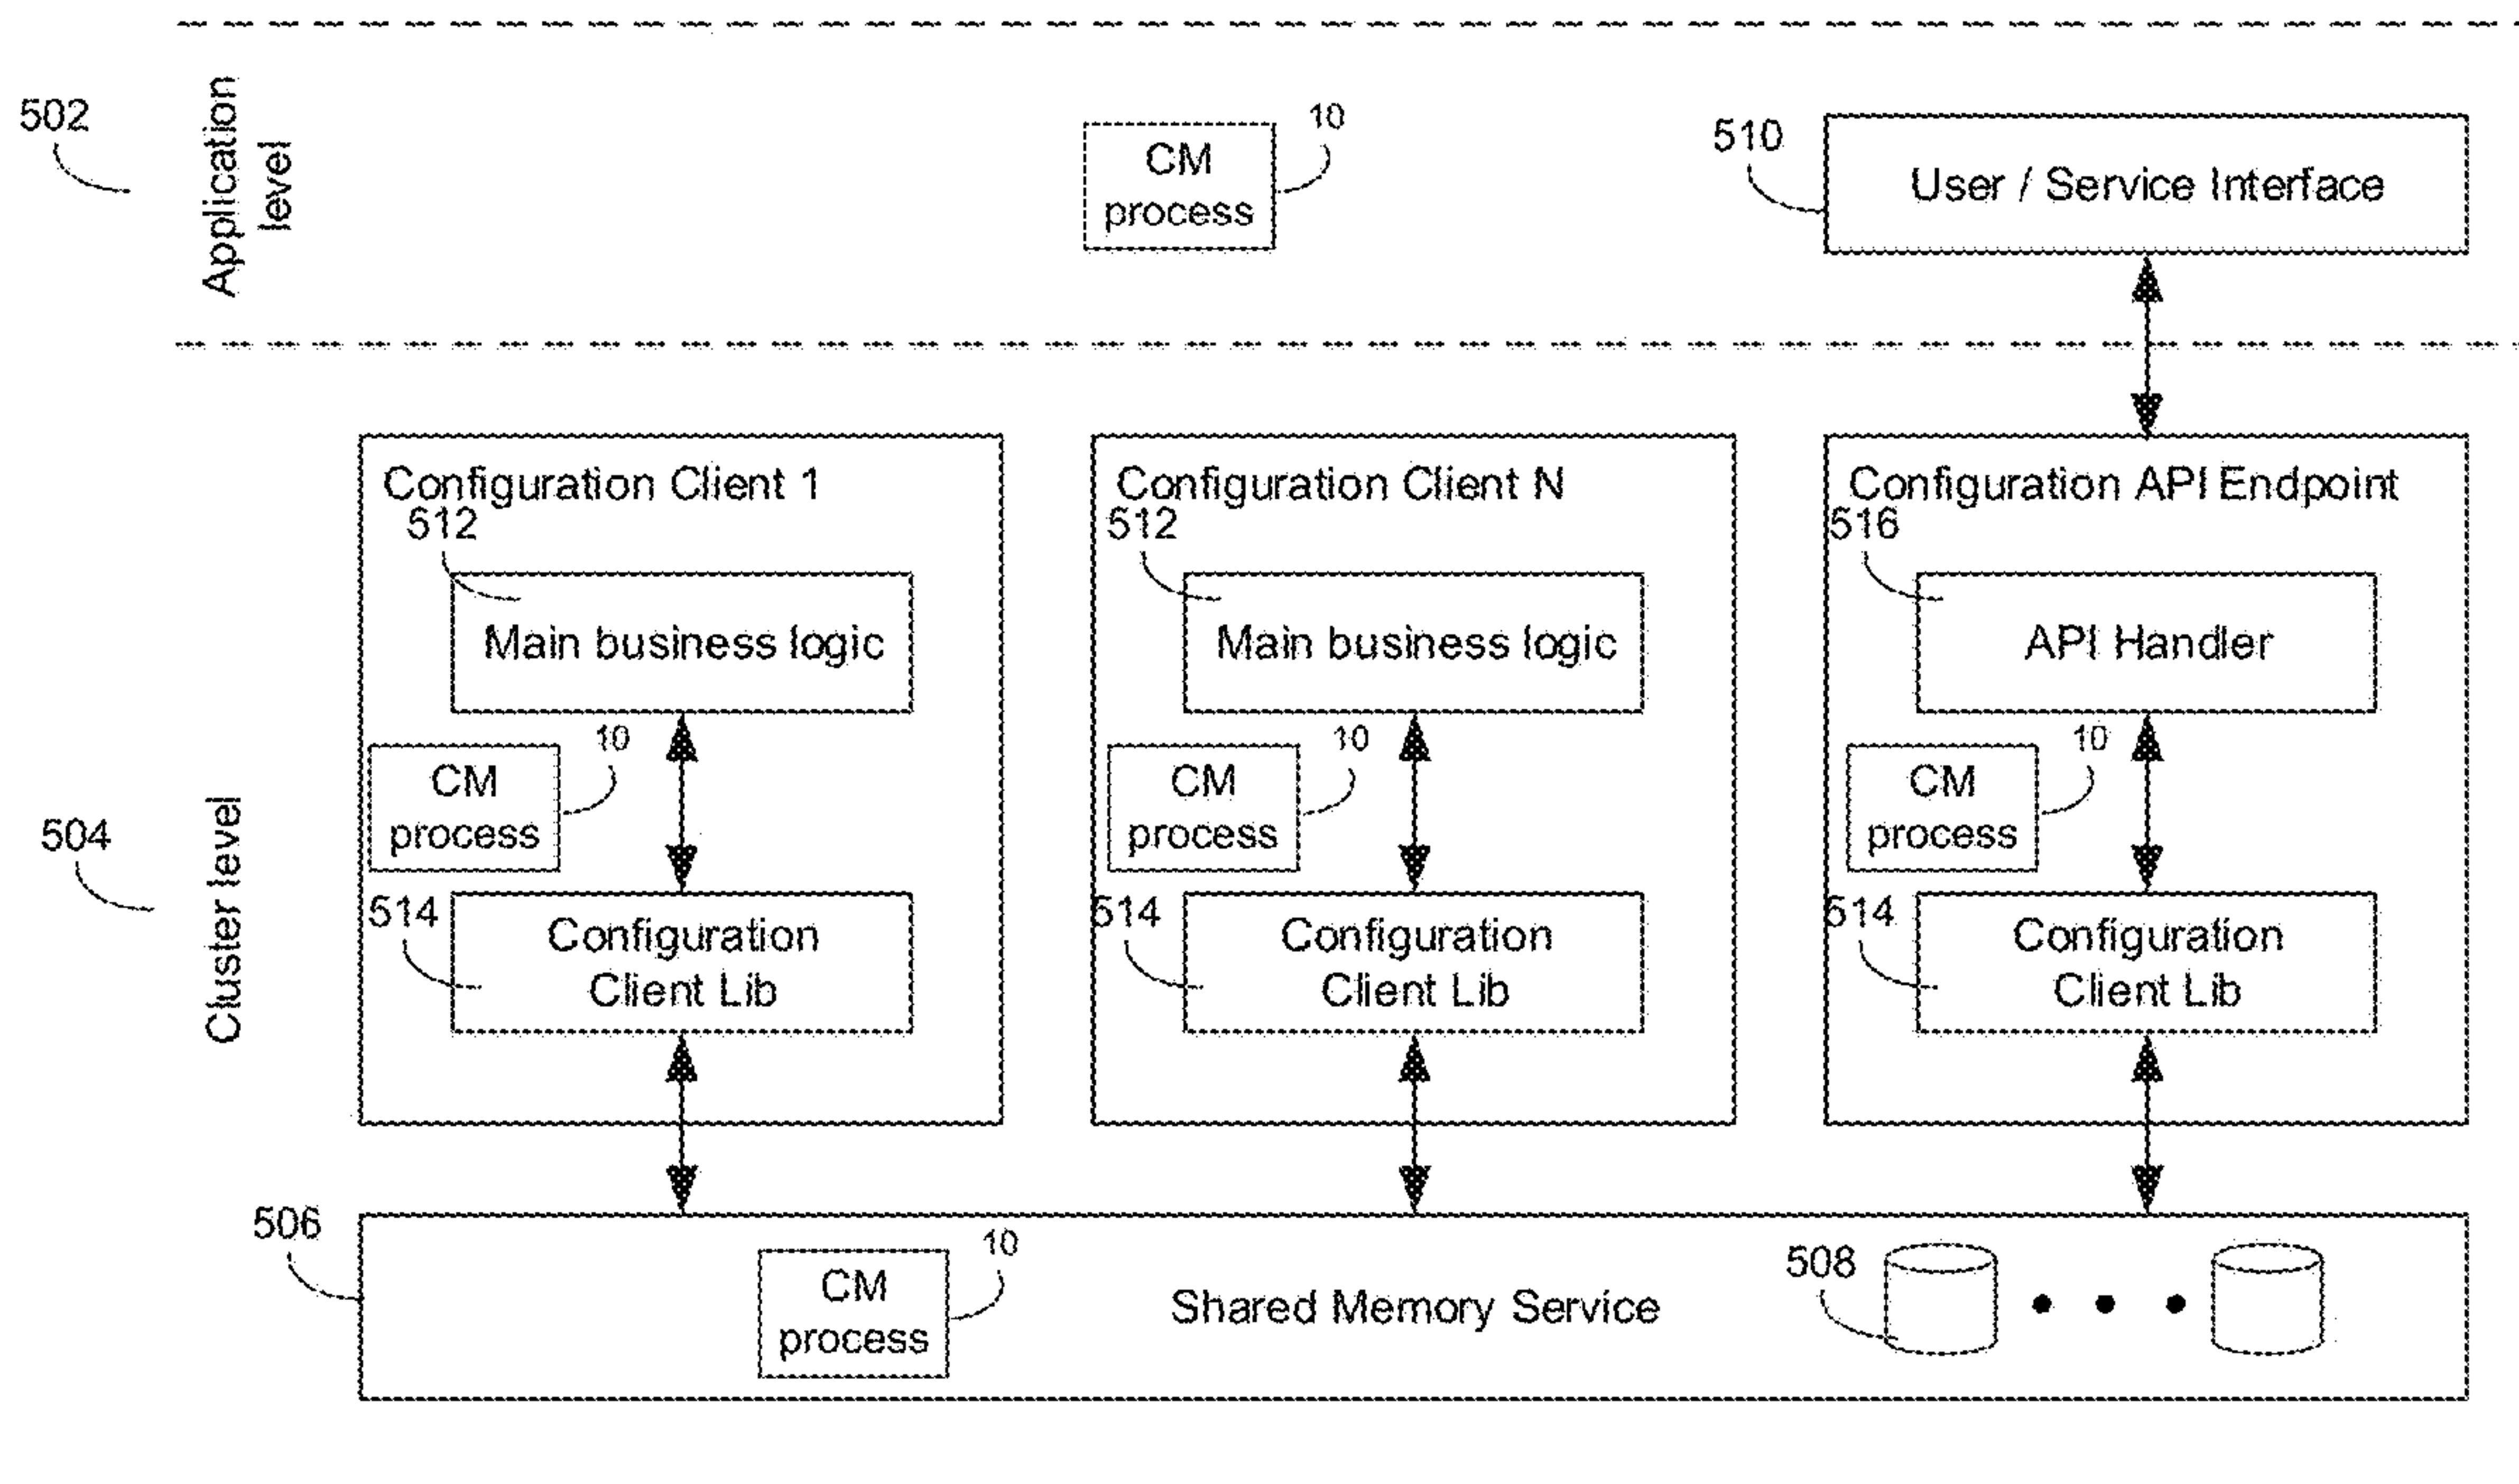 502
Application
level
CM
process
10
510
User / Service Interface
504
Cluster level
Configuration Client 1
512
Main business logic
CM
process
10
514
Configuration
Client Lib
Configuration Client N
512
Main business logic
CM
process
10
514
Configuration
Client Lib
Configuration API Endpoint
516
API Handler
CM
process
10
514
Configuration
Client Lib
506
CM
process
10
Shared Memory Service
508